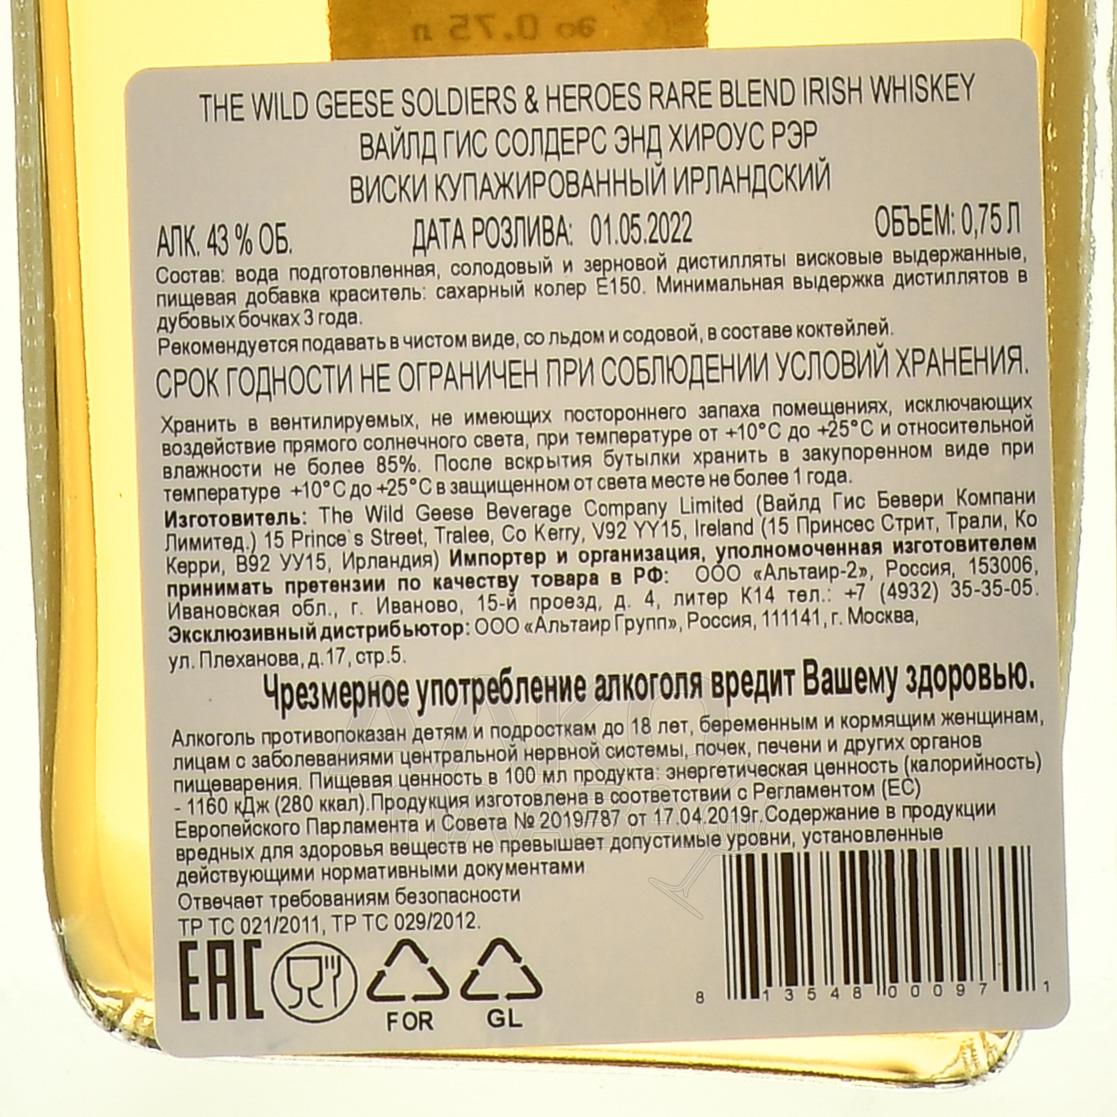 до 0.75 л
THE WILD GEESE SOLDIERS & HEROES RARE BLEND IRISH WHISKEY
ВАЙЛД ГИС СОЛДЕРС ЭНД ХИРОУС РЭР
ВИСКИ КУПАЖИРОВАННЫЙ ИРЛАНДСКИЙ
АЛК. 43 % ОБ. ДАТА РОЗЛИВА: 01.05.2022 ОБЪЕМ: 0,75 Л
Состав: вода подготовленная, солодовый и зерновой дистилляты висковые выдержанные,
пищевая добавка краситель: сахарный колер Е150. Минимальная выдержка дистиллятов в
дубовых бочках 3 года.
Рекомендуется подавать в чистом виде, со льдом и содовой, в составе коктейлей.
СРОК ГОДНОСТИ НЕ ОГРАНИЧЕН ПРИ СОБЛЮДЕНИИ УСЛОВИЙ ХРАНЕНИЯ.
Хранить в вентилируемых, не имеющих постороннего запаха помещениях, исключающих
воздействие прямого солнечного света, при температуре от +10°С до +25°С и относительной
влажности не более 85%. После вскрытия бутылки хранить в закупоренном виде при
температуре +10°С до +25°С в защищенном от света месте не более 1 года.
Изготовитель: The Wild Geese Beverage Company Limited (Вайлд Гис Бевери Компани
Лимитед.) 15 Prince`s Street, Tralee, Co Kerry, V92 YY15, Ireland (15 Принсес Стрит, Трали, Ко
Керри, В92 УУ15, Ирландия) Импортер и организация, уполномоченная изготовителем
принимать претензии по качеству товара в РФ: ООО «Альтаир-2», Россия, 153006,
Ивановская обл., г. Иваново, 15-й проезд, д. 4, литер К14 тел.: +7 (4932) 35-35-05.
Эксклюзивный дистрибьютор: ООО «Альтаир Групп», Россия, 111141, г. Москва,
ул. Плеханова, д.17, стр.5.
Чрезмерное употребление алкоголя вредит Вашему здоровью.
Алкоголь противопоказан детям и подросткам до 18 лет, беременным и кормящим женщинам,
лицам с заболеваниями центральной нервной системы, почек, печени и других органов
пищеварения. Пищевая ценность в 100 мл продукта: энергетическая ценность (калорийность)
- 1160 кДж (280 ккал).Продукция изготовлена в соответствии с Регламентом (ЕС)
Европейского Парламента и Совета № 2019/787 от 17.04.2019г.Содержание в продукции
вредных для здоровья веществ не превышает допустимые уровни, установленные
действующими нормативными документами
Отвечает требованиям безопасности
ТР ТС 021/2011, ТР ТС 029/2012.
EAC
FOR GL
8 13548 00097 1